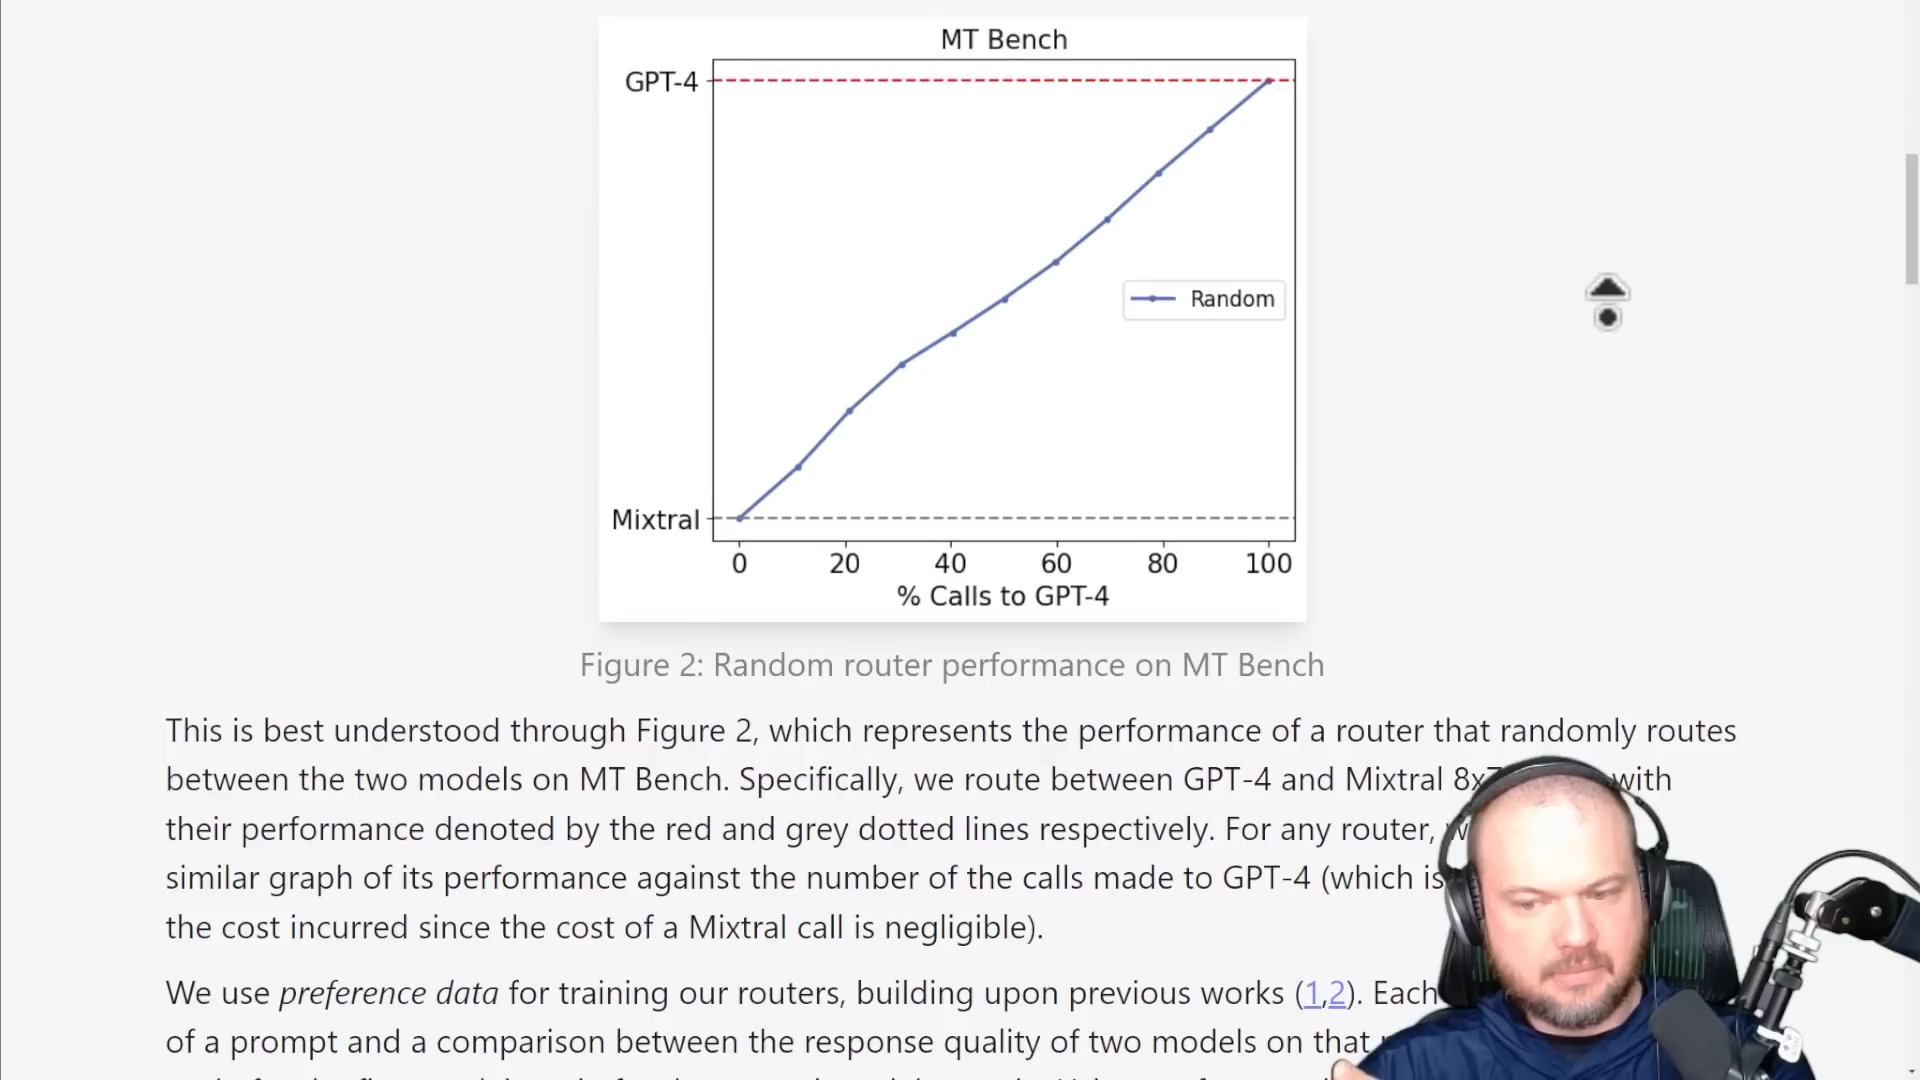 MT Bench
GPT-4
Random
Mixtral
0 20 40 60 80 100
% Calls to GPT-4
Figure 2: Random router performance on MT Bench
This is best understood through Figure 2, which represents the performance of a router that randomly routes
between the two models on MT Bench. Specifically, we route between GPT-4 and Mixtral with
their performance denoted by the red and grey dotted lines respectively. For any router,
similar graph of its performance against the number of the calls made to GPT-4 (which is
the cost incurred since the cost of a Mixtral call is negligible).
We use preference data for training our routers, building upon previous works (1,2). Each
of a prompt and a comparison between the response quality of two models on that